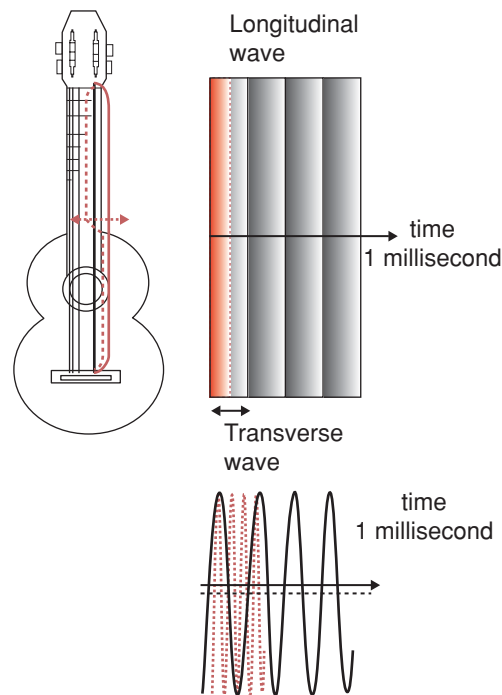 Longitudinal
wave
time
1 millisecond
Transverse
wave
time
1 millisecond